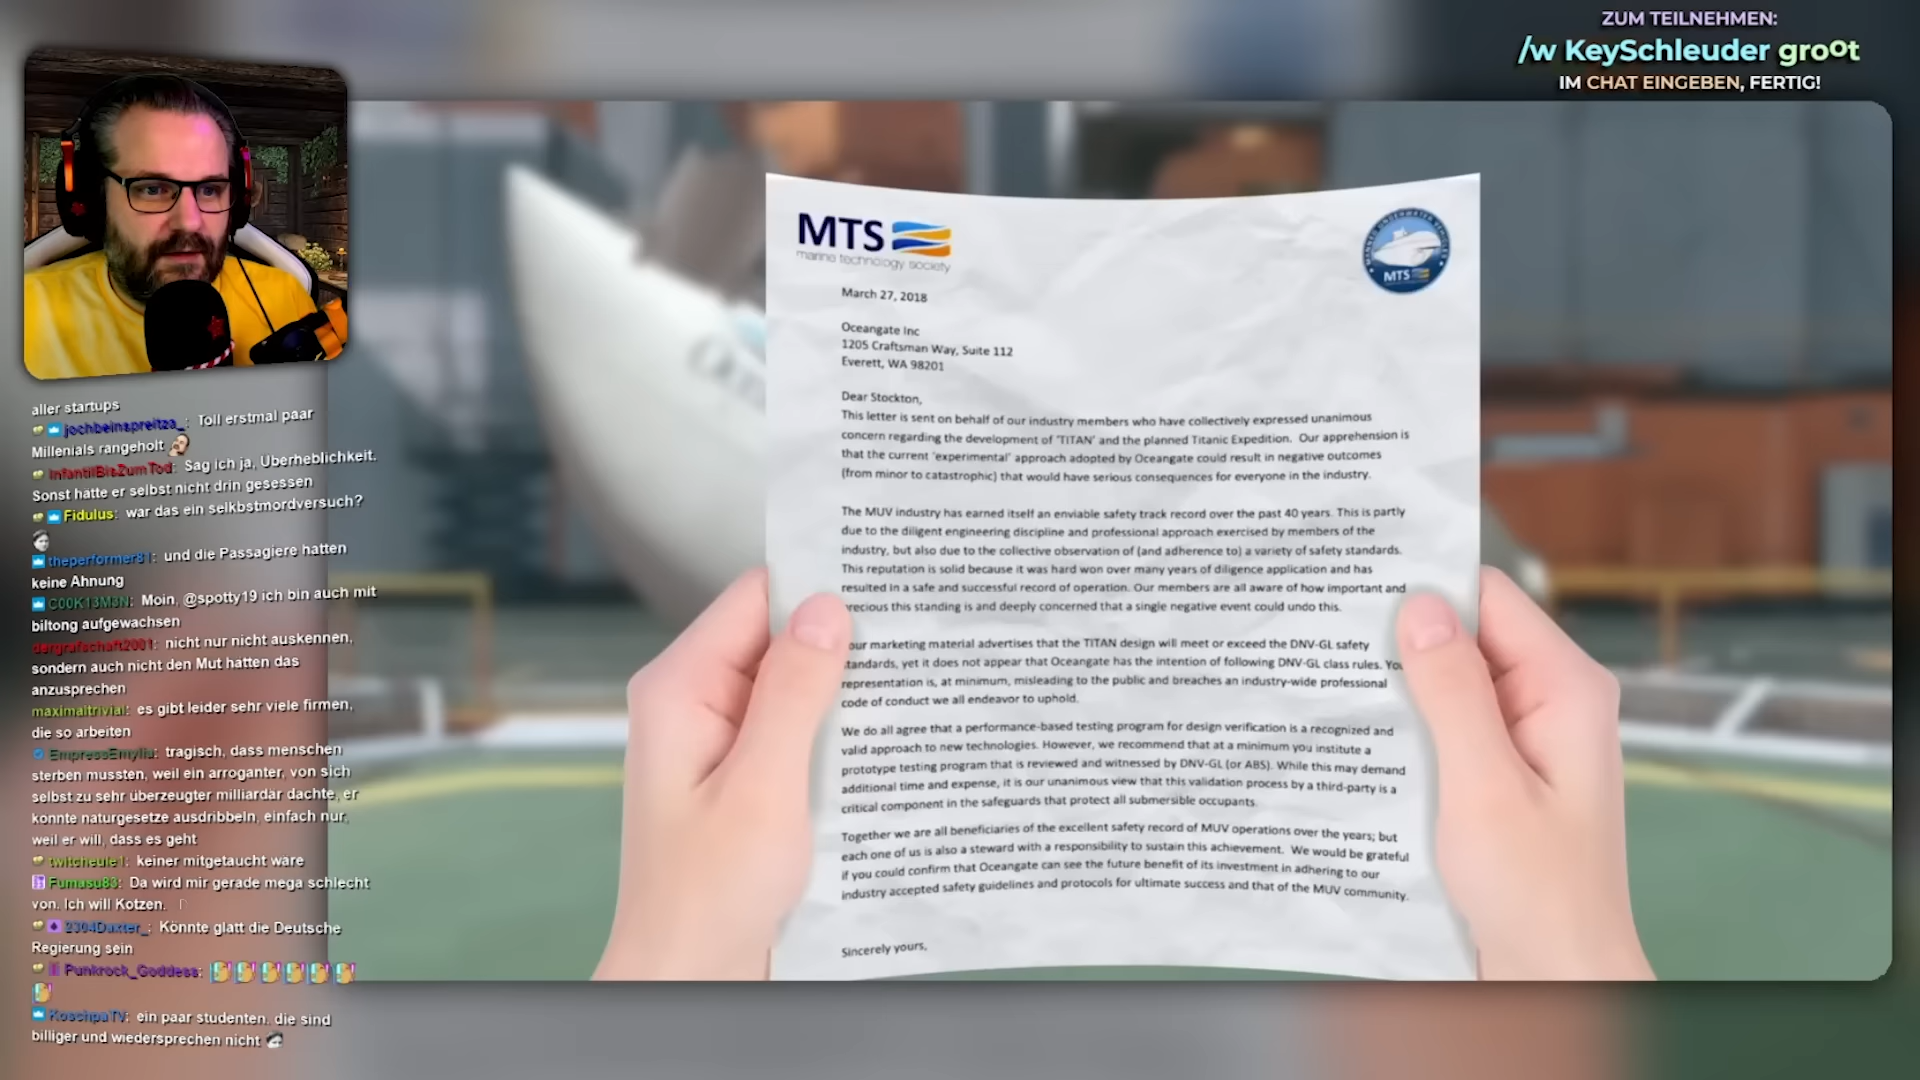 ZUM TEILNEHMEN:
/w KeySchleuder groot
IM CHAT EINGEBEN, FERTIG!
aller startups
jochbeinspreitza_: Toll erstmal paar
Millenials rangeholt
InfantilBisZumTod: Sag ich ja, Überheblichkeit.
Sonst hätte er selbst nicht drin gesessen
Fidulus: war das ein selkbstmordversuch?
theperformer81: und die Passagiere hatten
keine Ahnung
C00K13M3N: Moin, @spotty19 ich bin auch mit
biltong aufgewachsen
dergrafschaft2001: nicht nur nicht auskennen,
sondern auch nicht den Mut hatten das
anzusprechen
maximaltrivial: es gibt leider sehr viele firmen,
die so arbeiten
EmpressEmylia: tragisch, dass menschen
sterben mussten, weil ein arroganter, von sich
selbst zu sehr überzeugter milliardär dachte, er
könnte naturgesetze ausdribbeln, einfach nur,
weil er will, dass es geht
twitcheule1: keiner mitgetaucht wäre
Fumasu83: Da wird mir gerade mega schlecht
von. Ich will Kotzen.
2304Daxter_: Könnte glatt die Deutsche
Regierung sein
Punkrock_Goddess:
KoschpaTV: ein paar studenten. die sind
billiger und wiedersprechen nicht
MTS
marine technology society
MANNED UNDERWATER VEHICLES
MTS
March 27, 2018
Oceangate Inc
1205 Craftsman Way, Suite 112
Everett, WA 98201
Dear Stockton,
This letter is sent on behalf of our industry members who have collectively expressed unanimous
concern regarding the development of 'TITAN' and the planned Titanic Expedition. Our apprehension is
that the current 'experimental' approach adopted by Oceangate could result in negative outcomes
(from minor to catastrophic) that would have serious consequences for everyone in the industry.
The MUV industry has earned itself an enviable safety track record over the past 40 years. This is partly
due to the diligent engineering discipline and professional approach exercised by members of the
industry, but also due to the collective observation of (and adherence to) a variety of safety standards.
This reputation is solid because it was hard won over many years of diligence application and has
resulted in a safe and successful record of operation. Our members are all aware of how important and
precious this standing is and deeply concerned that a single negative event could undo this.
our marketing material advertises that the TITAN design will meet or exceed the DNV-GL safety
standards, yet it does not appear that Oceangate has the intention of following DNV-GL class rules. You
representation is, at minimum, misleading to the public and breaches an industry-wide professional
code of conduct we all endeavor to uphold.
We do all agree that a performance-based testing program for design verification is a recognized and
valid approach to new technologies. However, we recommend that at a minimum you institute a
prototype testing program that is reviewed and witnessed by DNV-GL (or ABS). While this may demand
additional time and expense, it is our unanimous view that this validation process by a third-party is a
critical component in the safeguards that protect all submersible occupants.
Together we are all beneficiaries of the excellent safety record of MUV operations over the years; but
each one of us is also a steward with a responsibility to sustain this achievement. We would be grateful
if you could confirm that Oceangate can see the future benefit of its investment in adhering to our
industry accepted safety guidelines and protocols for ultimate success and that of the MUV community.
Sincerely yours,